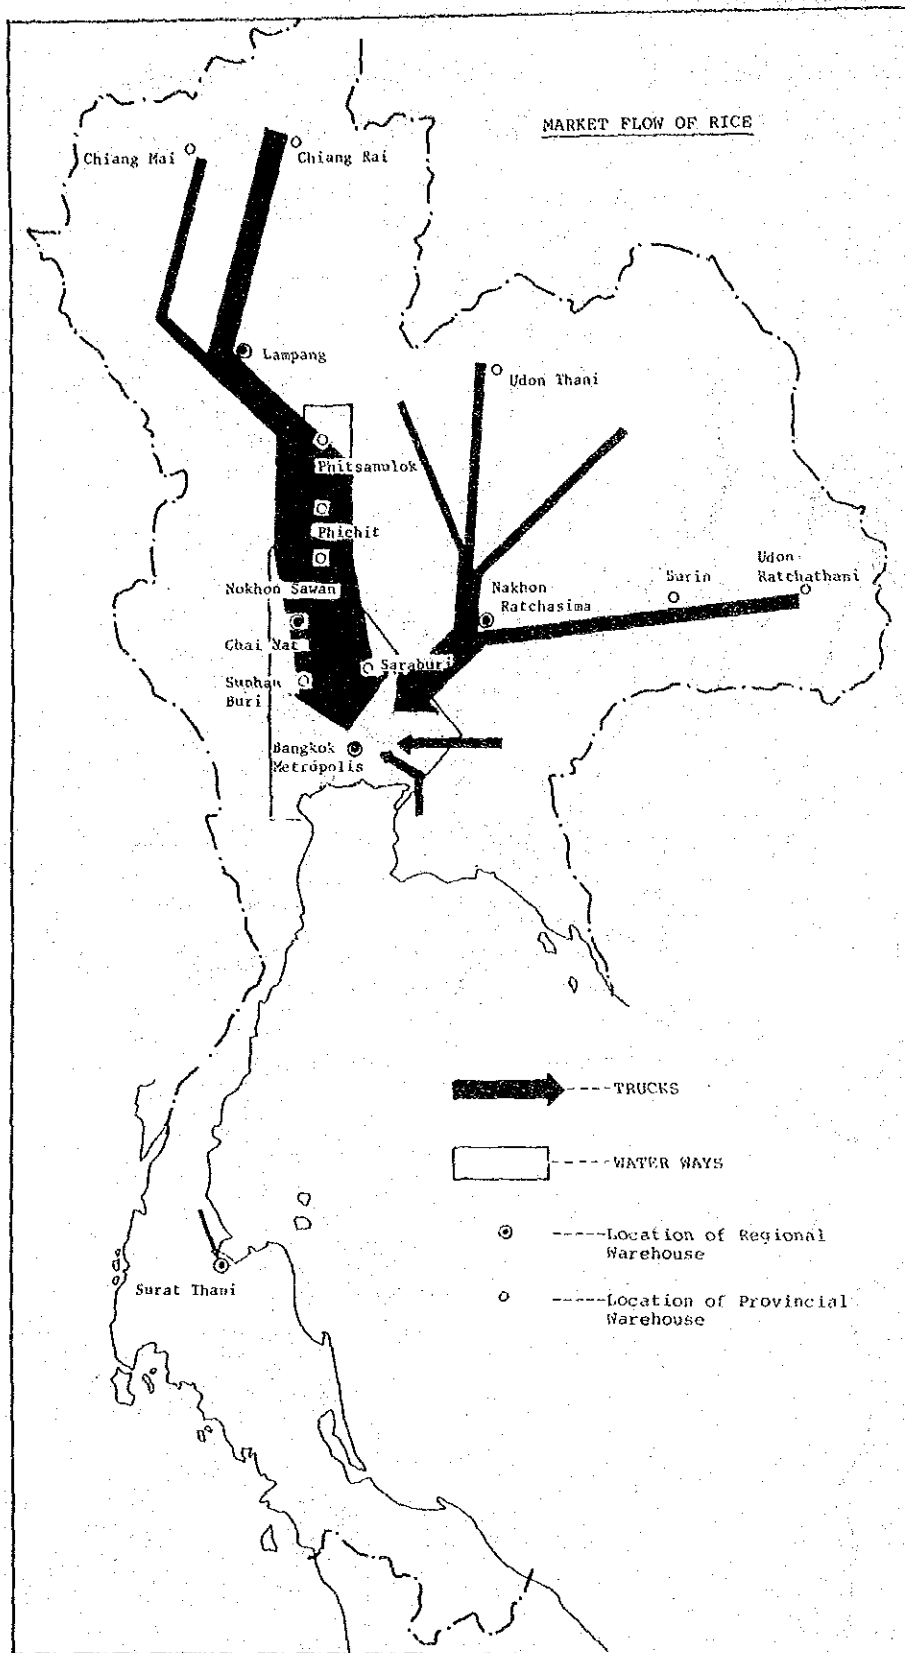 MARKET FLOW OF RICE
Chiang Mai
Chiang Rai
Lampang
Udon Thani
Phitsanulok
Phichit
Nokhon Sawan
Nakhon
Ratchasima
Surin
Udon
Ratchathani
Chai Nat
Saraburi
Suphan
Buri
Bangkok
Metropolis
TRUCKS
WATER WAYS
Location of Regional
Warehouse
Location of Provincial
Warehouse
Surat Thani